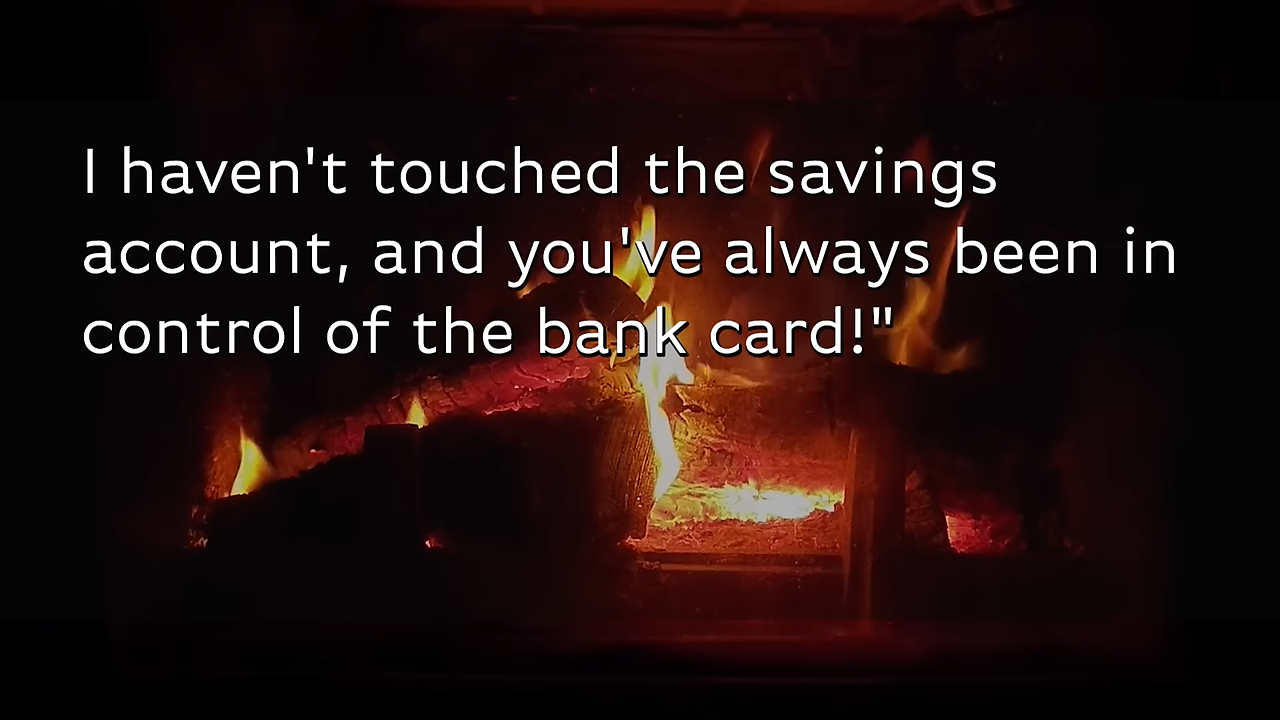 I haven't touched the savings
account, and you've always been in
control of the bank card!"